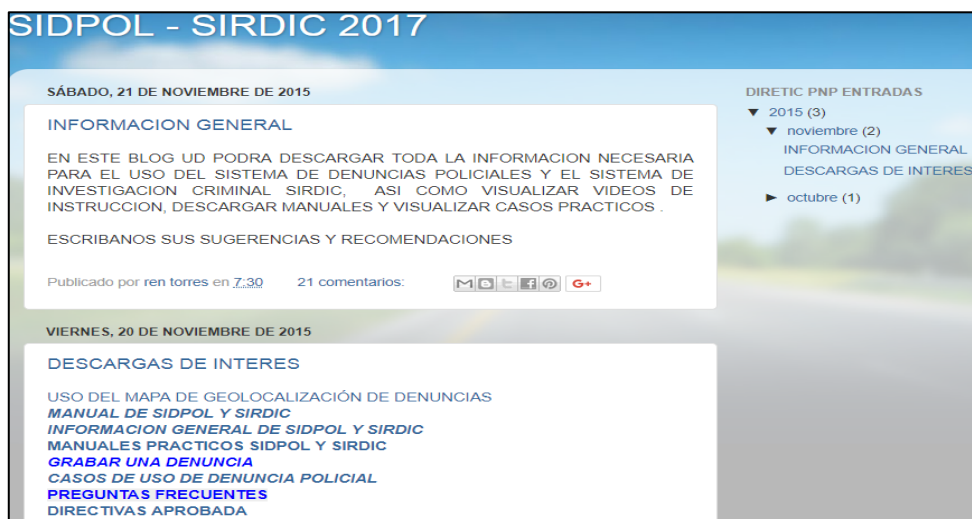 SIDPOL - SIRDIC 2017
SÁBADO, 21 DE NOVIEMBRE DE 2015
INFORMACION GENERAL
EN ESTE BLOG UD PODRA DESCARGAR TODA LA INFORMACION NECESARIA
PARA EL USO DEL SISTEMA DE DENUNCIAS POLICIALES Y EL SISTEMA DE
INVESTIGACION CRIMINAL SIRDIC, ASI COMO VISUALIZAR VIDEOS DE
INSTRUCCION, DESCARGAR MANUALES Y VISUALIZAR CASOS PRACTICOS .
ESCRIBANOS SUS SUGERENCIAS Y RECOMENDACIONES
Publicado por ren torres en 7:30 21 comentarios:
G+
VIERNES, 20 DE NOVIEMBRE DE 2015
DESCARGAS DE INTERES
USO DEL MAPA DE GEOLOCALIZACIÓN DE DENUNCIAS
MANUAL DE SIDPOL Y SIRDIC
INFORMACION GENERAL DE SIDPOL Y SIRDIC
MANUALES PRACTICOS SIDPOL Y SIRDIC
GRABAR UNA DENUNCIA
CASOS DE USO DE DENUNCIA POLICIAL
PREGUNTAS FRECUENTES
DIRECTIVAS APROBADA
DIRETIC PNP ENTRADAS
▼ 2015 (3)
▼ noviembre (2)
INFORMACION GENERAL
DESCARGAS DE INTERES
► octubre (1)